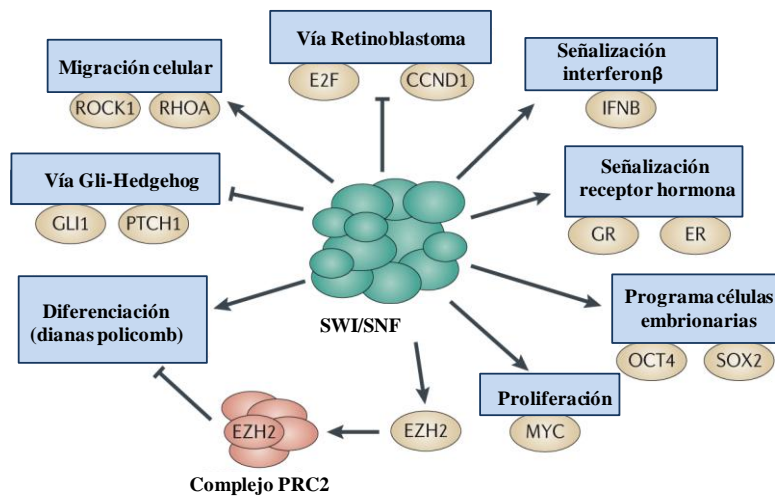 Vía Retinoblastoma
E2F
CCND1
Señalización
interferonβ
IFNB
Migración celular
ROCK1
RHOA
Vía Gli-Hedgehog
GLI1
PTCH1
Señalización
receptor hormona
GR
ER
Diferenciación
(dianas policomb)
SWI/SNF
Programa células
embrionarias
OCT4
SOX2
Proliferación
MYC
EZH2
EZH2
Complejo PRC2